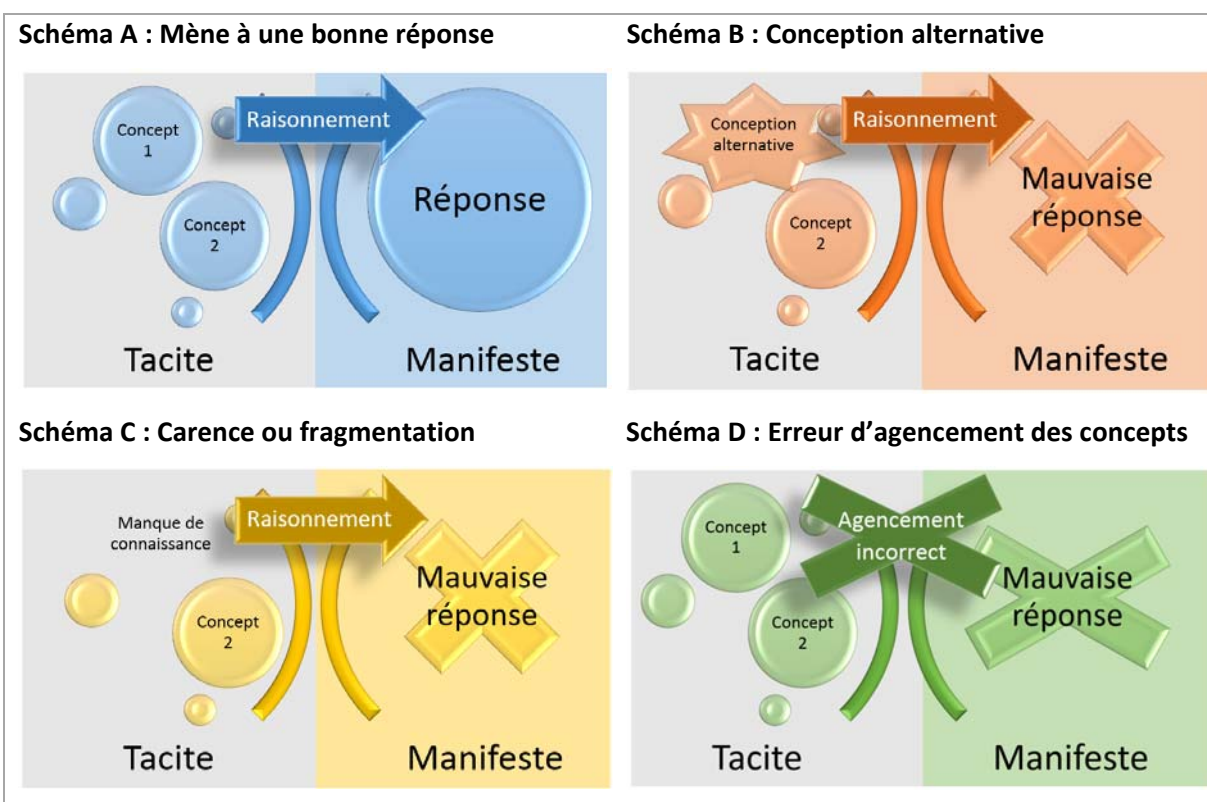 Schéma A : Mène à une bonne réponse
Concept
1
Concept
2
Raisonnement
Réponse
Tacite
Manifeste
Schéma B : Conception alternative
Conception
alternative
Concept
2
Raisonnement
Mauvaise
réponse
Tacite
Manifeste
Schéma C : Carence ou fragmentation
Manque de
connaissance
Concept
2
Raisonnement
Mauvaise
réponse
Tacite
Manifeste
Schéma D : Erreur d’agencement des concepts
Concept
1
Concept
2
Agencement
incorrect
Mauvaise
réponse
Tacite
Manifeste